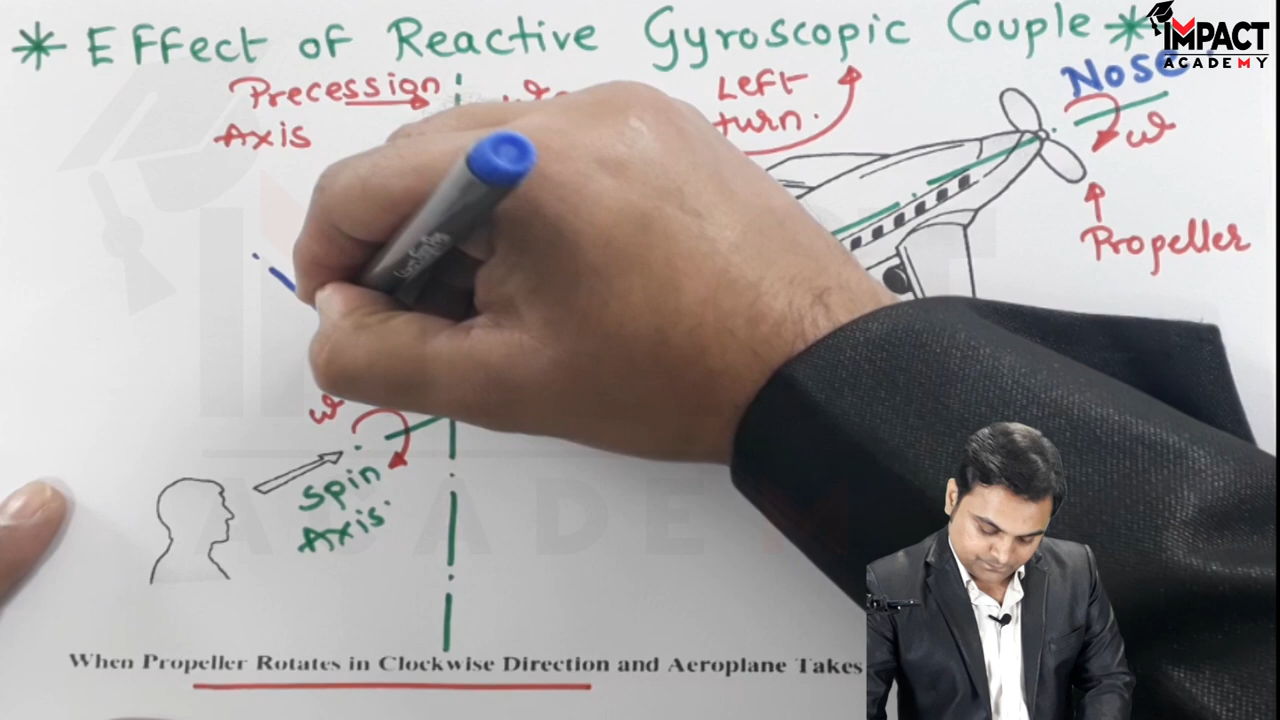 * Effect of Reactive Gyroscopic Couple *
IMPACT
ACADEMY
Precession
Axis
Left
turn.
Nose
ω
Propeller
ω
Spin
Axis
When Propeller Rotates in Clockwise Direction and Aeroplane Takes